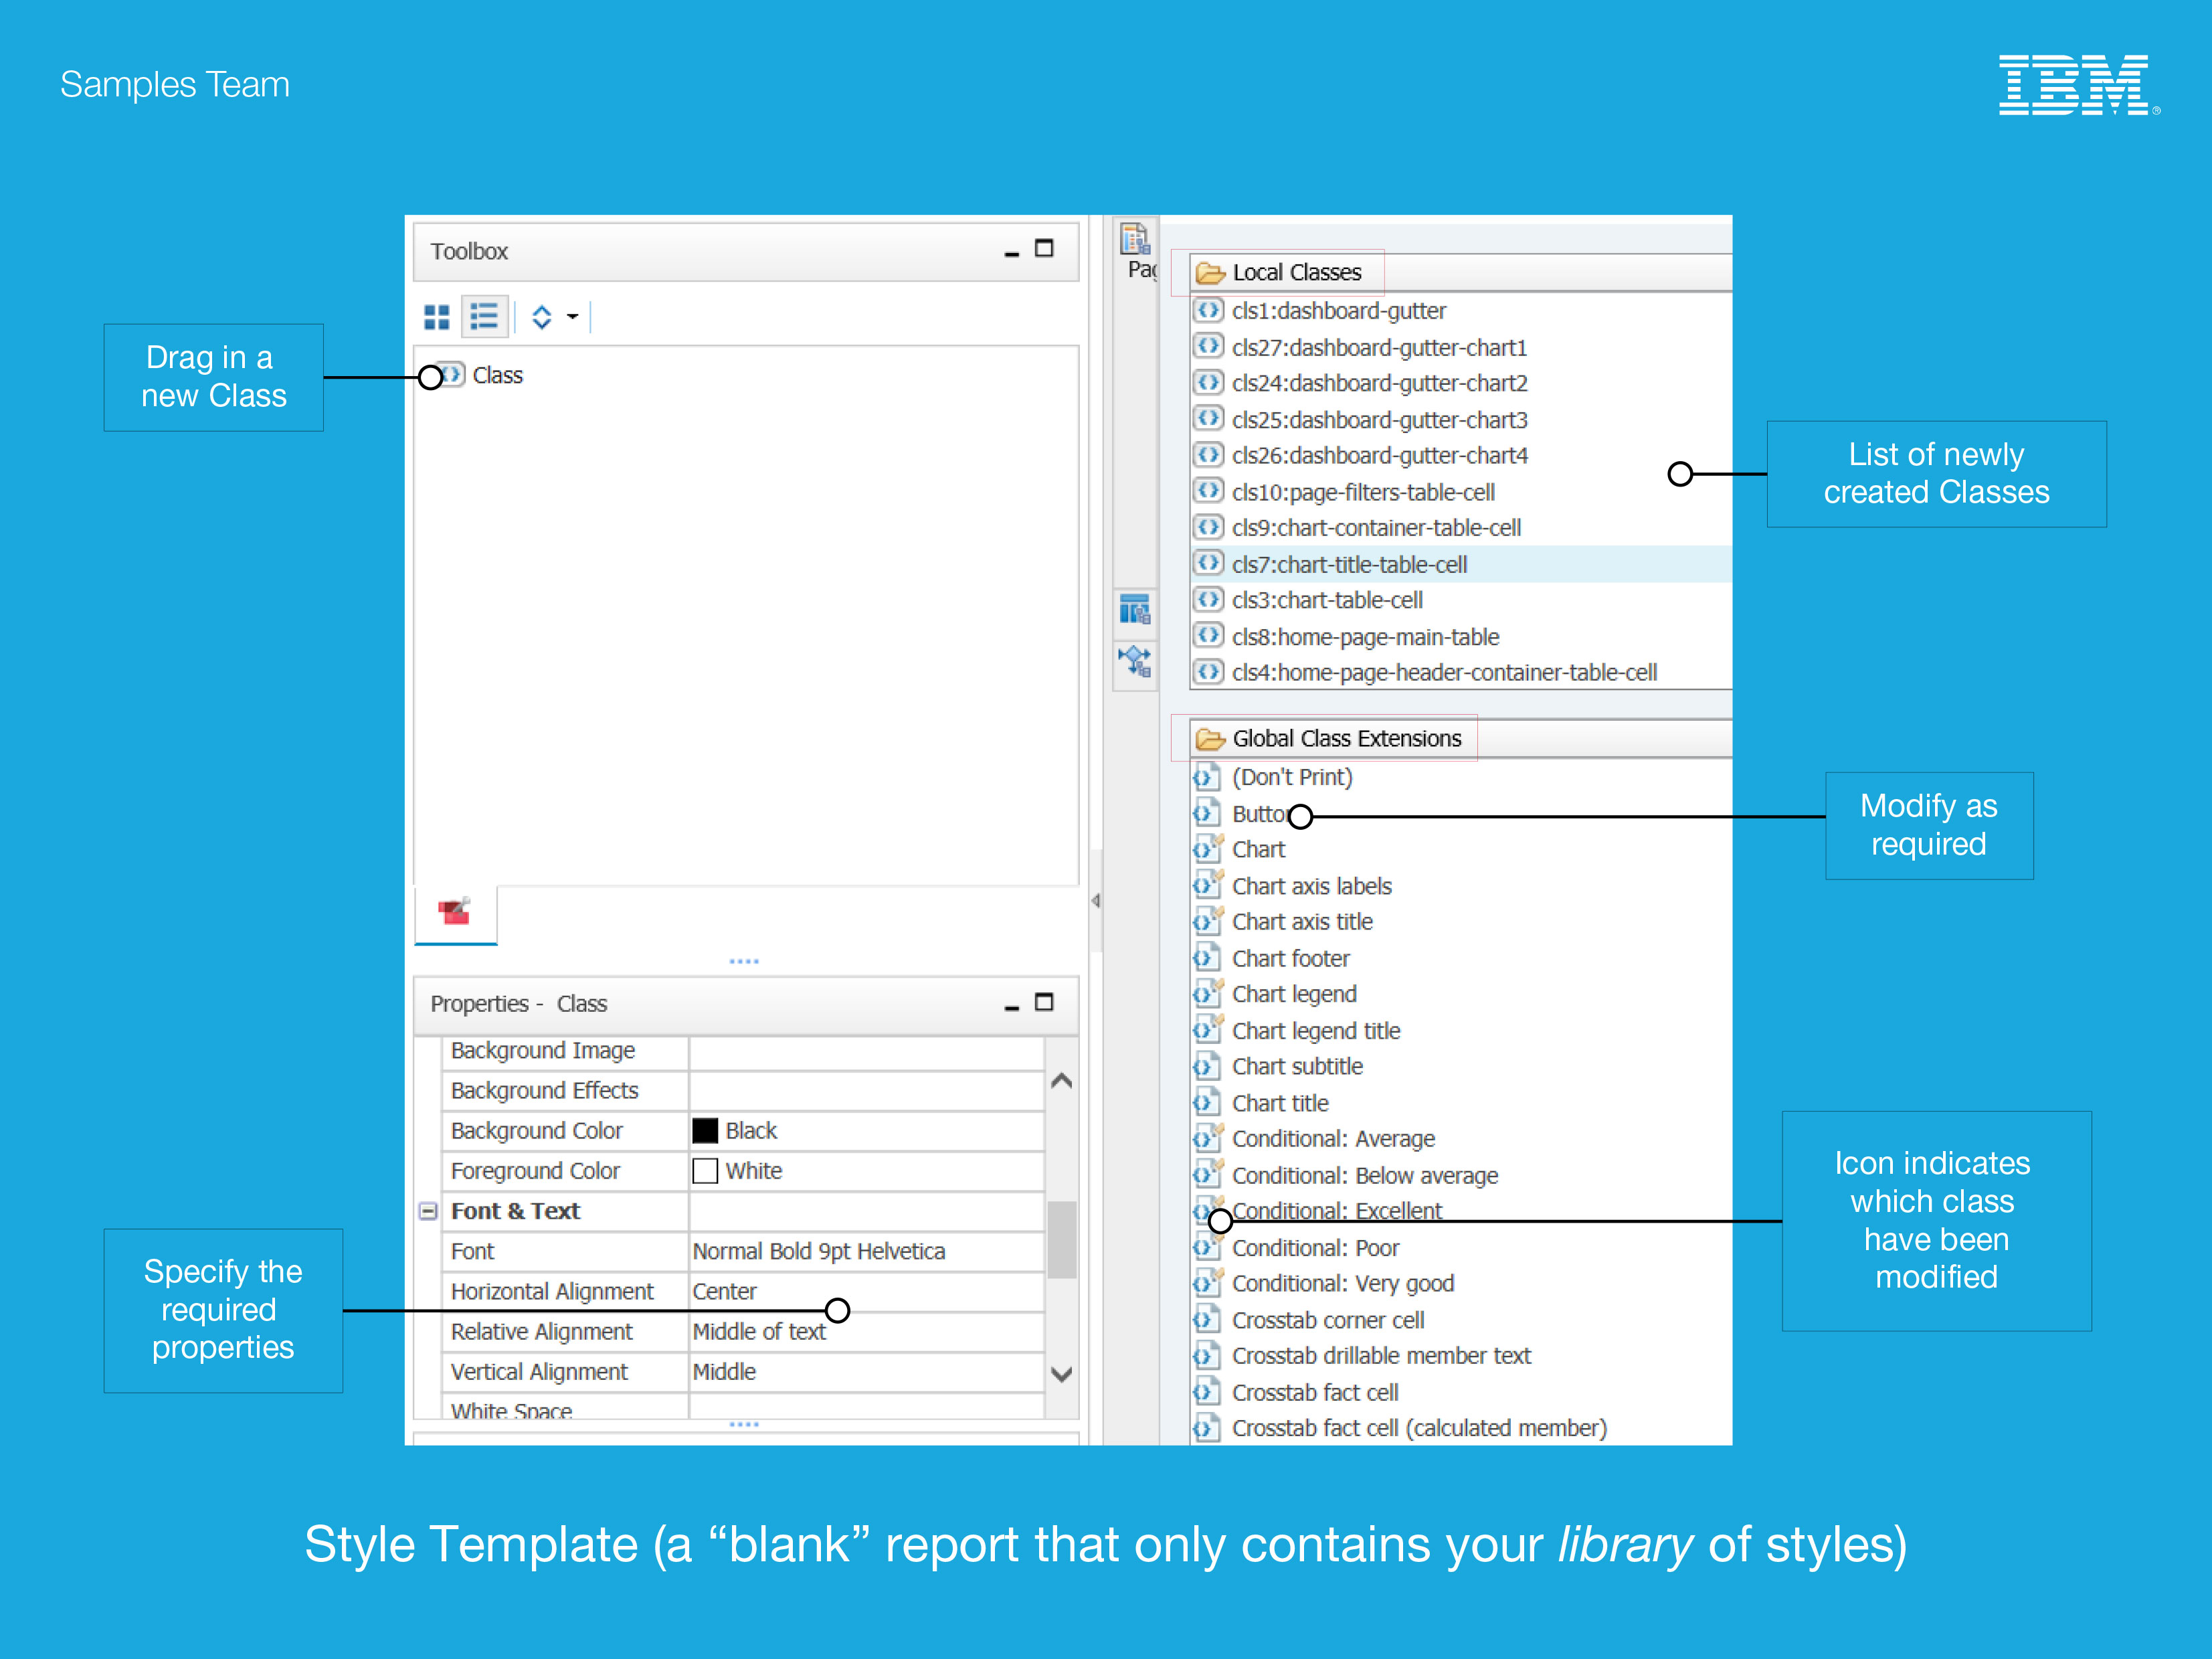 Samples Team
IBM®
Toolbox
Class
Drag in a
new Class
Pag
Local Classes
cls1:dashboard-gutter
cls27:dashboard-gutter-chart1
cls24:dashboard-gutter-chart2
cls25:dashboard-gutter-chart3
cls26:dashboard-gutter-chart4
cls10:page-filters-table-cell
cls9:chart-container-table-cell
cls7:chart-title-table-cell
cls3:chart-table-cell
cls8:home-page-main-table
cls4:home-page-header-container-table-cell
List of newly
created Classes
Global Class Extensions
(Don't Print)
Button
Chart
Chart axis labels
Chart axis title
Chart footer
Chart legend
Chart legend title
Chart subtitle
Chart title
Conditional: Average
Conditional: Below average
Conditional: Excellent
Conditional: Poor
Conditional: Very good
Crosstab corner cell
Crosstab drillable member text
Crosstab fact cell
Crosstab fact cell (calculated member)
Modify as
required
Icon indicates
which class
have been
modified
Properties - Class
Background Image
Background Effects
Background Color Black
Foreground Color White
Font & Text
Font Normal Bold 9pt Helvetica
Horizontal Alignment Center
Relative Alignment Middle of text
Vertical Alignment Middle
White Space
Specify the
required
properties
Style Template (a “blank” report that only contains your library of styles)